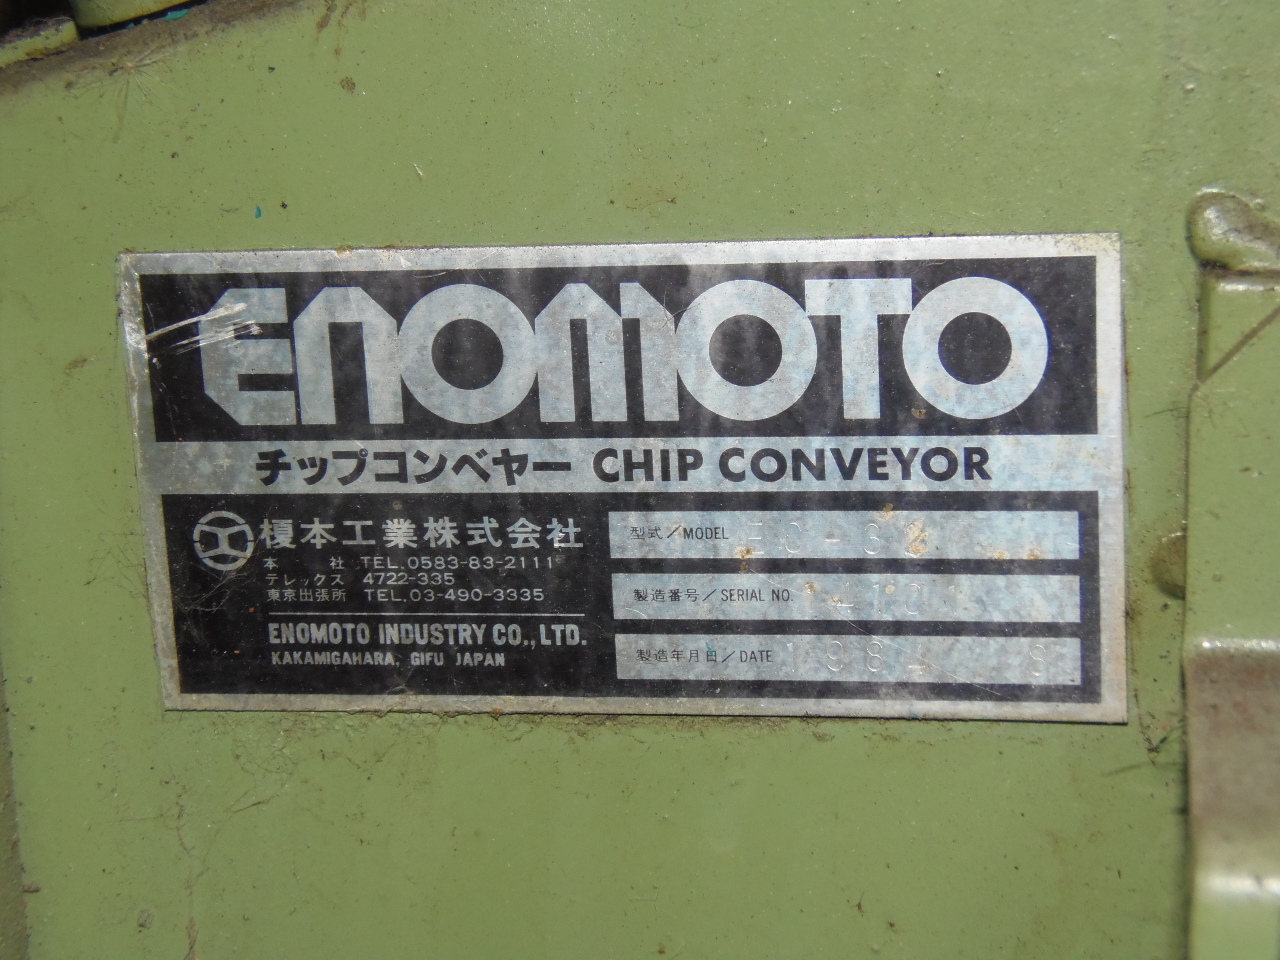 ENOMOTO
チップコンベヤー CHIP CONVEYOR
榎本工業株式会社
本 社 TEL.0583-83-2111
テレックス 4722-335
東京出張所 TEL.03-490-3335
ENOMOTO INDUSTRY CO., LTD.
KAKAMIGAHARA, GIFU JAPAN
型式／MODEL
製造番号／SERIAL NO.
製造年月日／DATE 1984 8